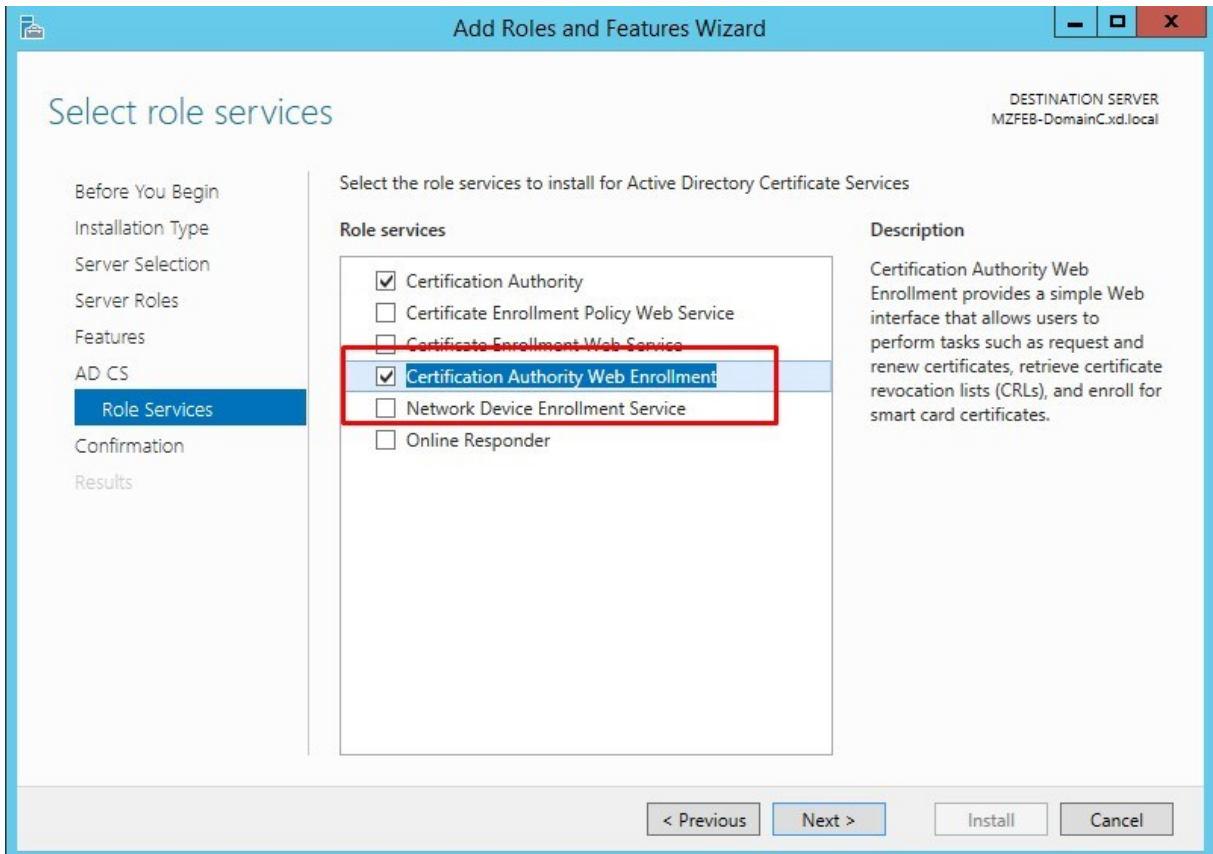 Add Roles and Features Wizard
Select role services
DESTINATION SERVER
MZFEB-DomainC.xd.local
Before You Begin
Installation Type
Server Selection
Server Roles
Features
AD CS
Role Services
Confirmation
Results
Select the role services to install for Active Directory Certificate Services
Role services
Certification Authority
Certificate Enrollment Policy Web Service
Certificate Enrollment Web Service
Certification Authority Web Enrollment
Network Device Enrollment Service
Online Responder
Description
Certification Authority Web
Enrollment provides a simple Web
interface that allows users to
perform tasks such as request and
renew certificates, retrieve certificate
revocation lists (CRLs), and enroll for
smart card certificates.
< Previous
Next >
Install
Cancel